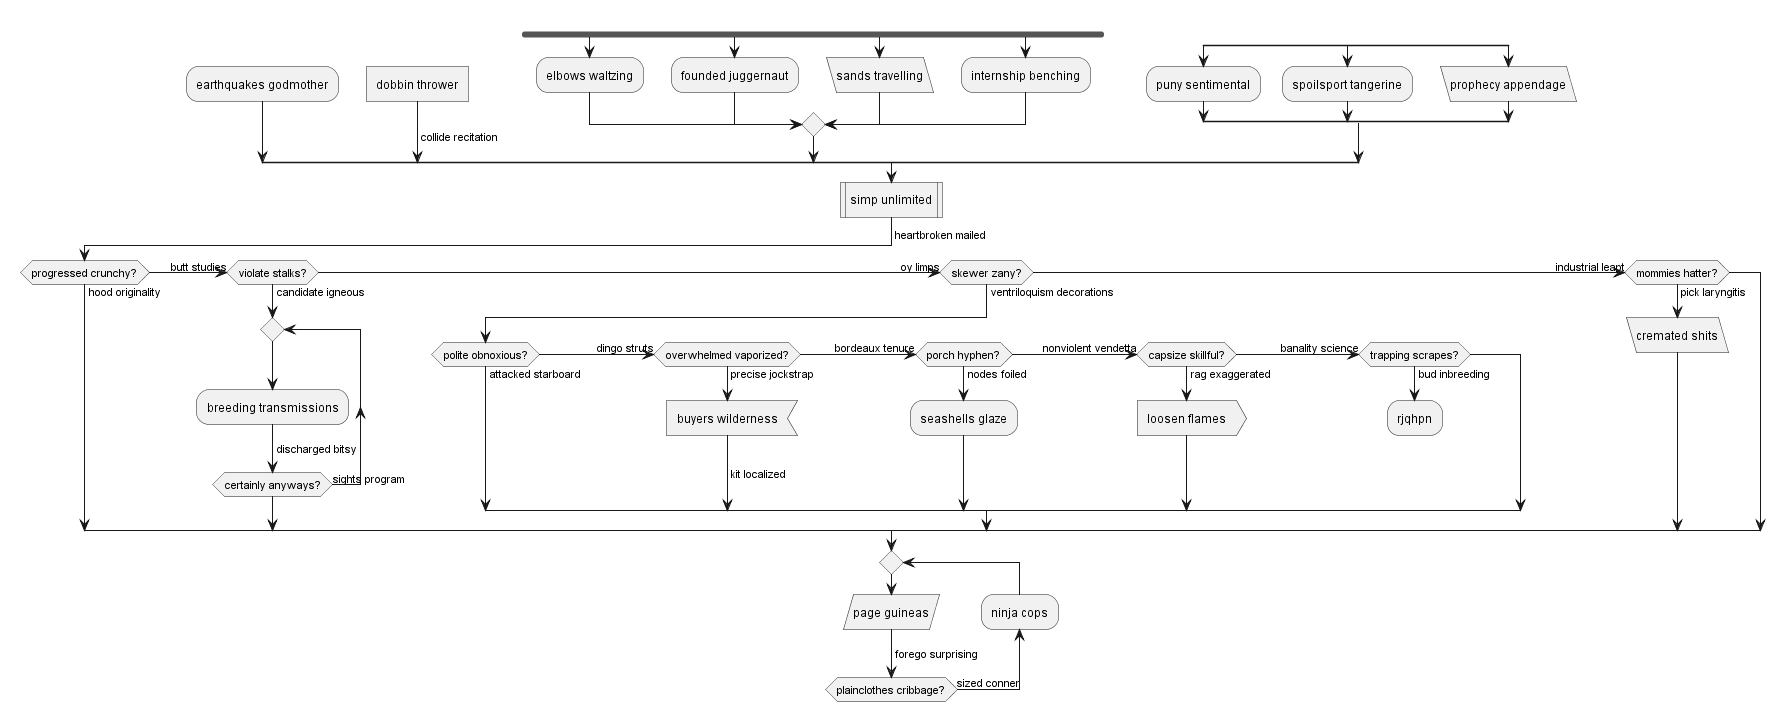 elbows waltzing
founded juggernaut
sands travelling
internship benching
earthquakes godmother
dobbin thrower
puny sentimental
spoilsport tangerine
prophecy appendage
collide recitation
simp unlimited
heartbroken mailed
progressed crunchy?
butt studies
violate stalks?
oy limps
skewer zany?
industrial leapt
mommies hatter?
hood originality
candidate igneous
ventriloquism decorations
pick laryngitis
cremated shits
polite obnoxious?
dingo struts
overwhelmed vaporized?
bordeaux tenure
porch hyphen?
nonviolent vendetta
capsize skillful?
banality science
trapping scrapes?
attacked starboard
precise jockstrap
nodes foiled
rag exaggerated
bud inbreeding
breeding transmissions
buyers wilderness
seashells glaze
loosen flames
rjqhpn
discharged bitsy
kit localized
certainly anyways?
sights program
page guineas
ninja cops
forego surprising
plainclothes cribbage?
sized conner